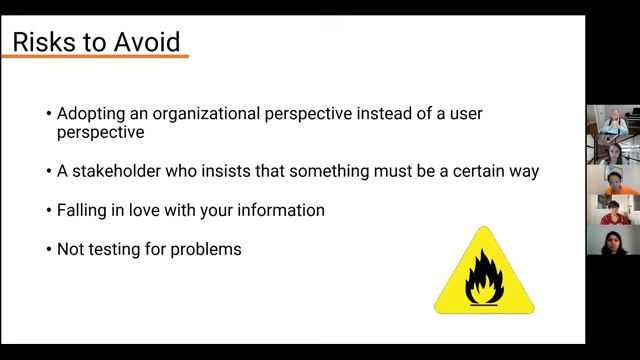 Risks to Avoid
• Adopting an organizational perspective instead of a user
perspective
• A stakeholder who insists that something must be a certain way
• Falling in love with your information
• Not testing for problems